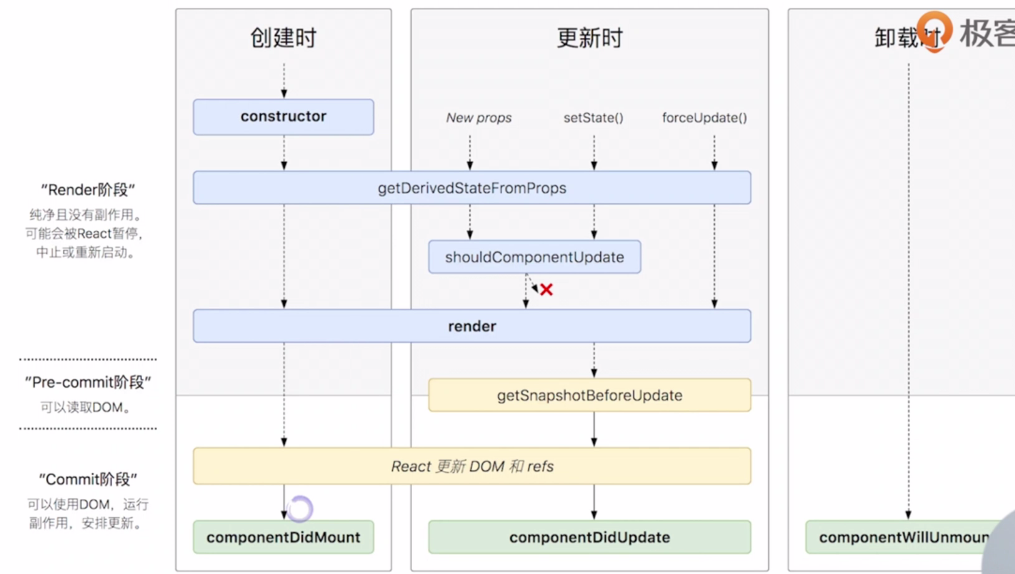 创建时
更新时
卸载时
极客
constructor
New props
setState()
forceUpdate()
"Render阶段"
纯净且没有副作用。
可能会被React暂停，
中止或重新启动。
getDerivedStateFromProps
shouldComponentUpdate
render
"Pre-commit阶段"
可以读取DOM。
getSnapshotBeforeUpdate
"Commit阶段"
可以使用DOM，运行
副作用，安排更新。
React 更新 DOM 和 refs
componentDidMount
componentDidUpdate
componentWillUnmoun